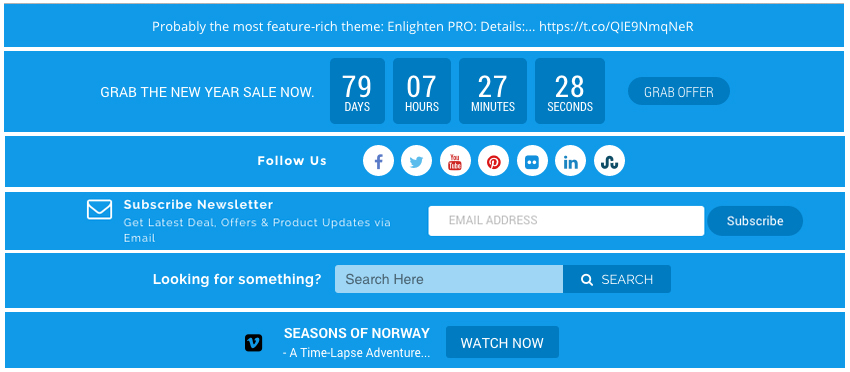 Probably the most feature-rich theme: Enlighten PRO: Details:... https://t.co/QIE9NmqNeR
GRAB THE NEW YEAR SALE NOW. 79 07 27 28 GRAB OFFER
DAYS HOURS MINUTES SECONDS
Follow Us You Tube
Subscribe Newsletter
Get Latest Deal, Offers & Product Updates via
Email
EMAIL ADDRESS Subscribe
Looking for something? Search Here SEARCH
SEASONS OF NORWAY
- A Time-Lapse Adventure...
WATCH NOW